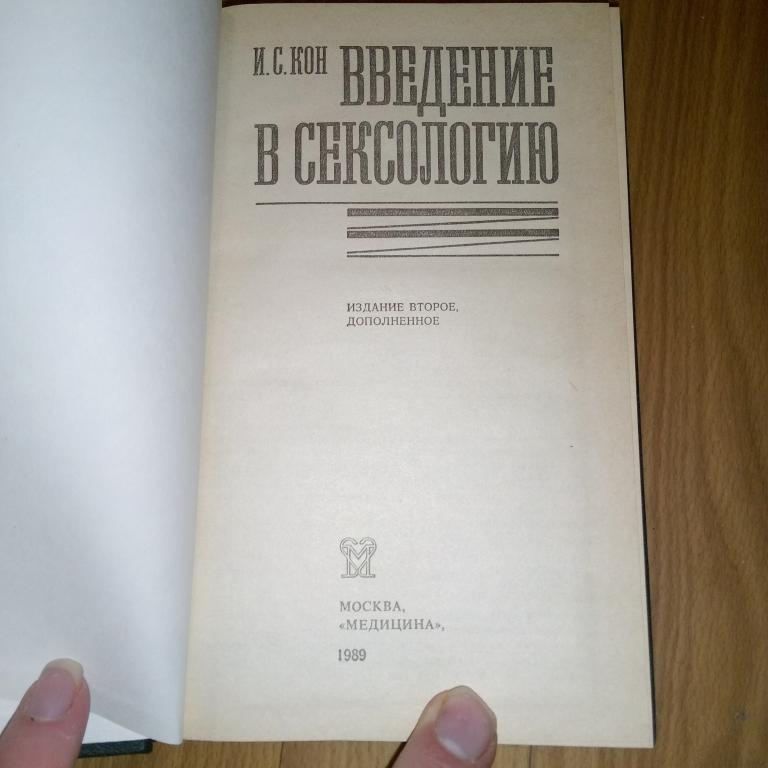 И. С. КОН
ВВЕДЕНИЕ
В СЕКСОЛОГИЮ
ИЗДАНИЕ ВТОРОЕ,
ДОПОЛНЕННОЕ
М
МОСКВА,
«МЕДИЦИНА»,
1989